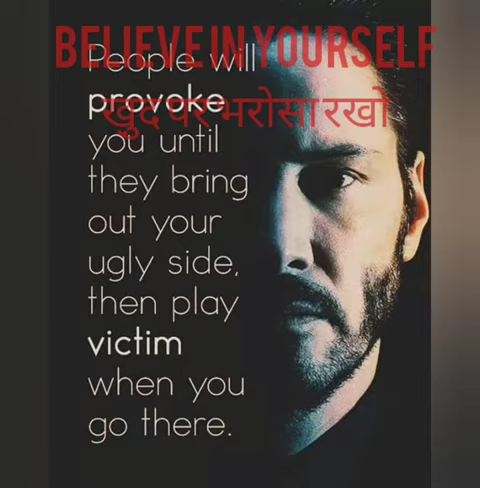 BELIEVE IN YOURSELF
खुद पर भरोसा रखो
People will
provoke
you until
they bring
out your
ugly side,
then play
victim
when you
go there.